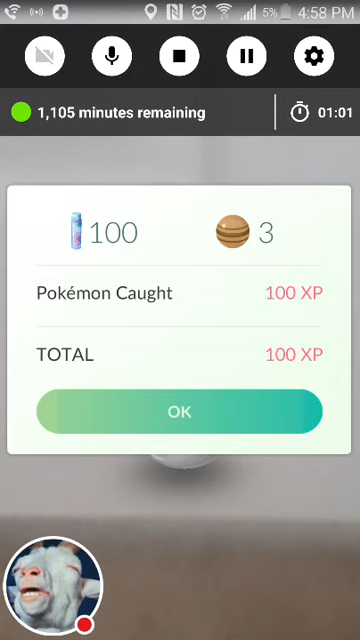 5% 4:58 PM
1,105 minutes remaining 01:01
100 3
Pokémon Caught 100 XP
TOTAL 100 XP
OK